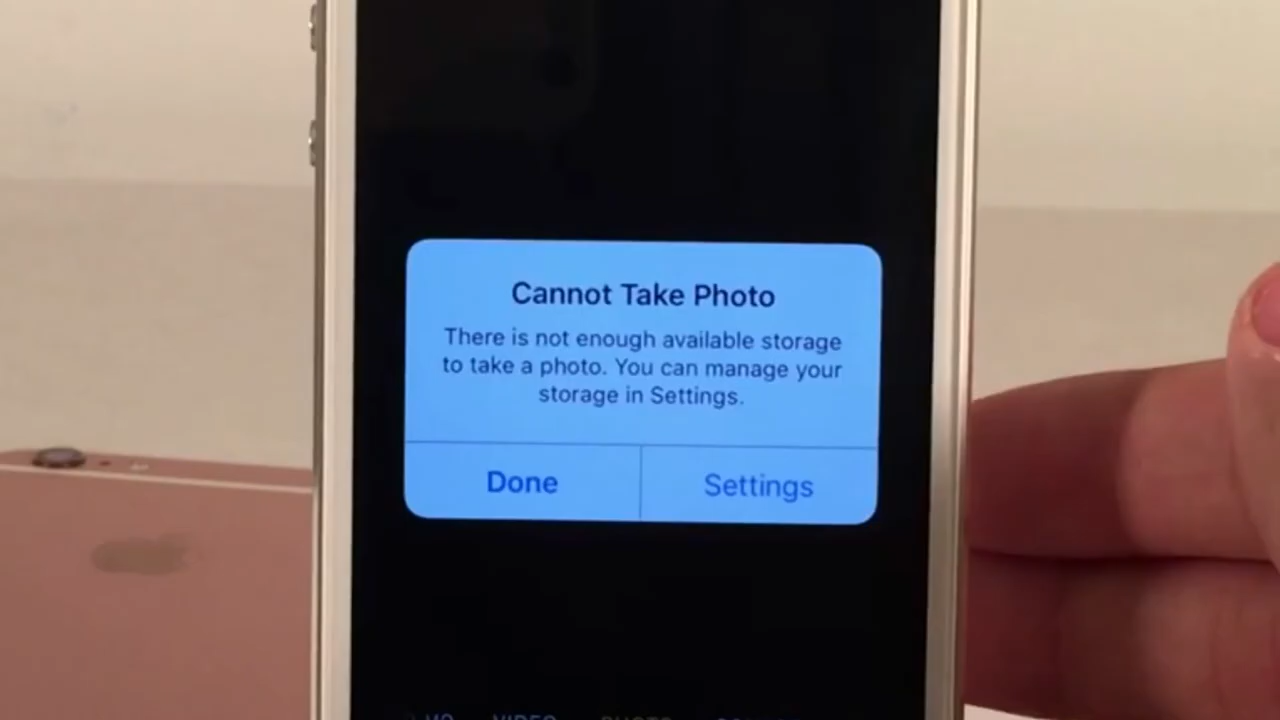 Cannot Take Photo
There is not enough available storage
to take a photo. You can manage your
storage in Settings.
Done
Settings
VIDEO